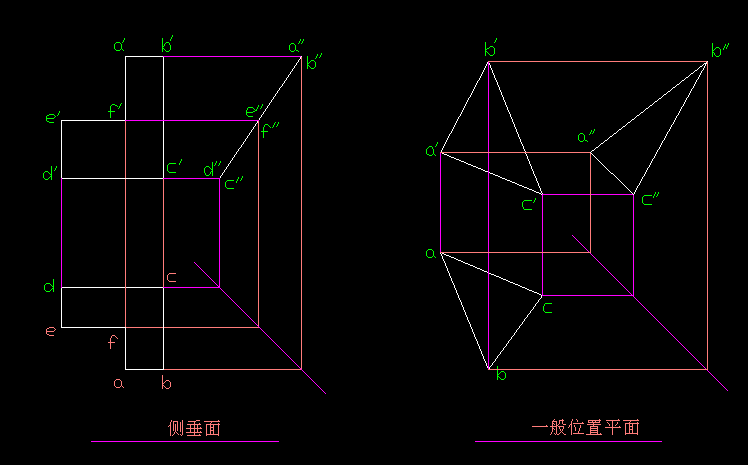 a' b' a" b"
e' f' e" f"
d' c' d" c"
d c
e f
a b
侧垂面
b' b"
a' a"
c' c"
a
c
b
一般位置平面